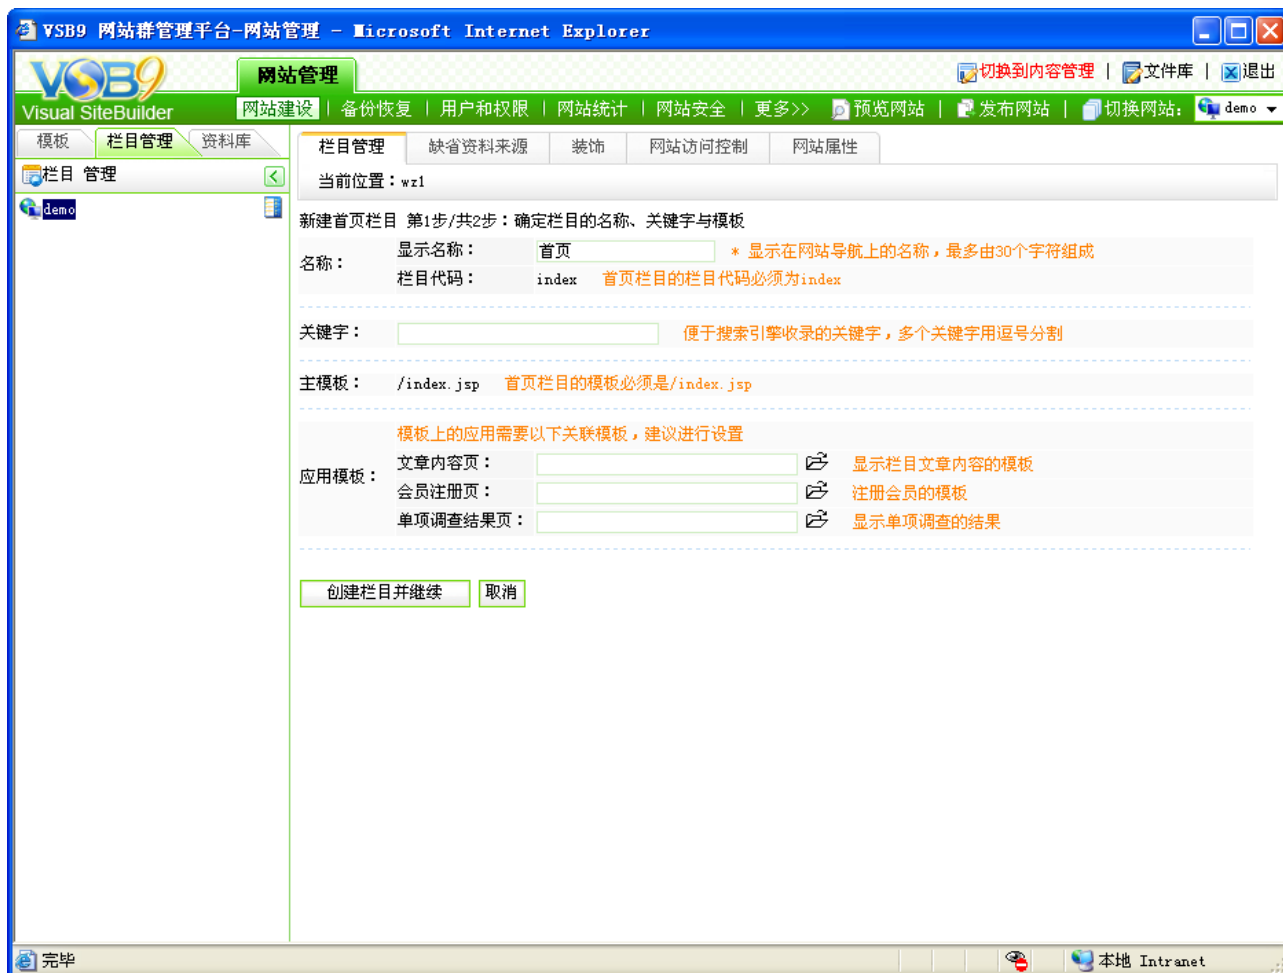 VSB9 网站群管理平台-网站管理 - Microsoft Internet Explorer
VSB9
Visual SiteBuilder
网站管理
切换到内容管理 | 文件库 | 退出
网站建设 | 备份恢复 | 用户和权限 | 网站统计 | 网站安全 | 更多>> 预览网站 | 发布网站 | 切换网站: demo
模板 栏目管理 资料库
栏目 管理
demo
栏目管理 缺省资料来源 装饰 网站访问控制 网站属性
当前位置：wz1
新建首页栏目 第1步/共2步：确定栏目的名称、关键字与模板
名称：
显示名称： 首页 * 显示在网站导航上的名称，最多由30个字符组成
栏目代码： index 首页栏目的栏目代码必须为index
关键字： 便于搜索引擎收录的关键字，多个关键字用逗号分割
主模板： /index.jsp 首页栏目的模板必须是/index.jsp
应用模板：
模板上的应用需要以下关联模板，建议进行设置
文章内容页： 显示栏目文章内容的模板
会员注册页： 注册会员的模板
单项调查结果页： 显示单项调查的结果
创建栏目并继续 取消
完毕 本地 Intranet